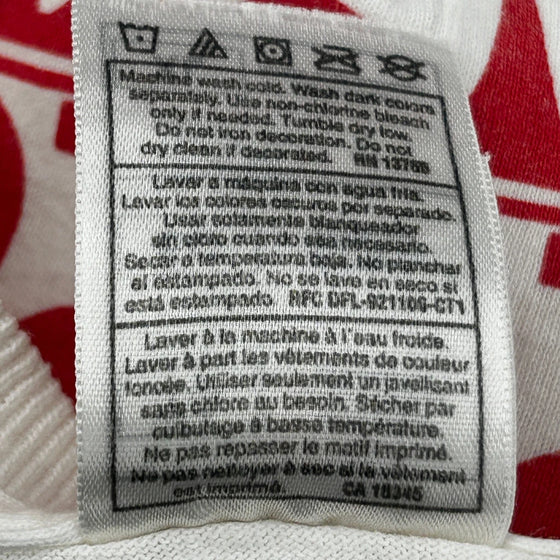 Machine wash cold. Wash dark colors
separately. Use non-chlorine bleach
only if needed. Tumble dry low.
Do not iron decoration. Do not
dry clean if decorated. RN 13765
Lavar a máquina con agua fría.
Lavar los colores oscuros por separado.
Usar solamente blanqueador
sin cloro cuando sea necesario.
Secar a temperatura baja. No planchar
el estampado. No se lava en seco si
está estampado. RFC DFL-921106-CT1
Laver à la machine à l'eau froide.
Laver à part les vêtements de couleur
foncée. Utiliser seulement un javellisant
sans chlore au besoin. Sécher par
culbutage à basse température.
Ne pas repasser le motif imprimé.
Ne pas nettoyer à sec si le vêtement
est imprimé. CA 18345